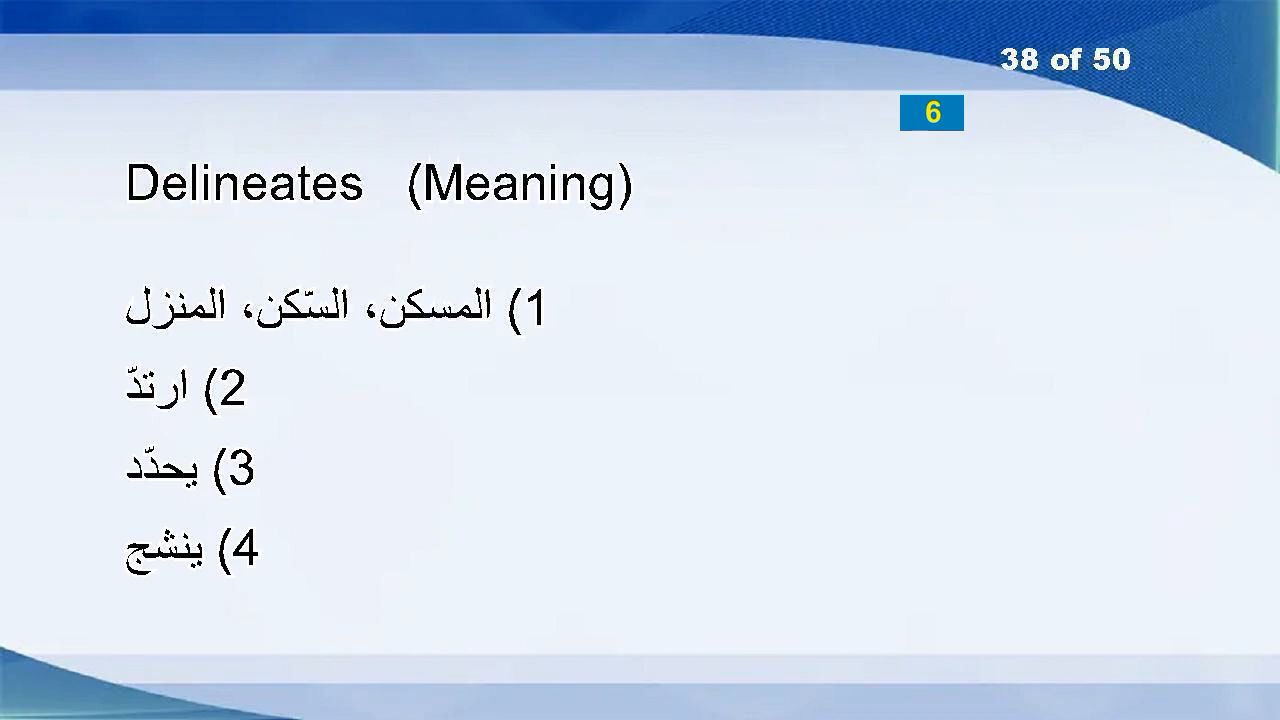 38 of 50
6
Delineates (Meaning)
1) المسكن، السّكن، المنزل
2) ارتدّ
3) يحدّد
4) ينشج